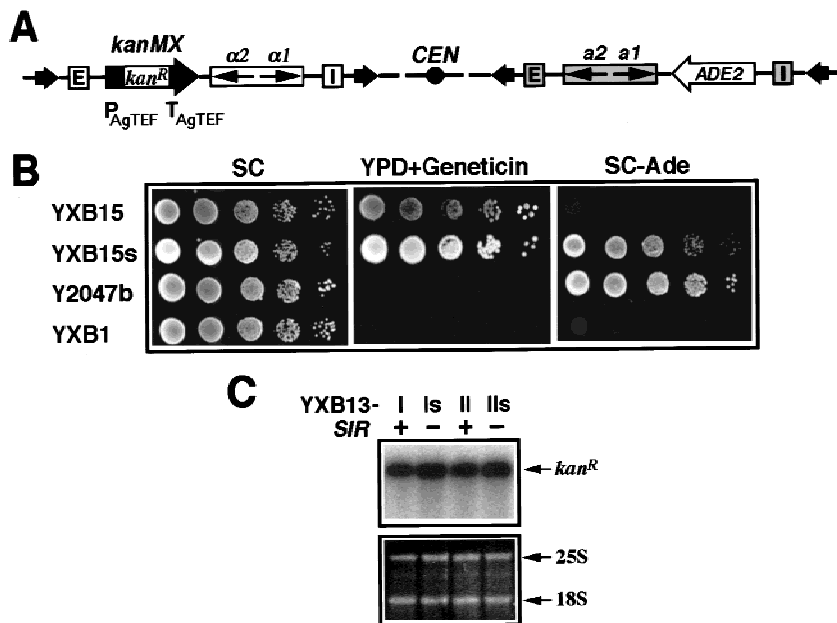 A
kanMX
α2 α1
CEN
a2 a1
E
kanR
I
E
ADE2
I
PAgTEF TAgTEF
B
SC YPD+Geneticin SC-Ade
YXB15
YXB15s
Y2047b
YXB1
C
YXB13- I Is II IIs
SIR + − + −
kanR
25S
18S